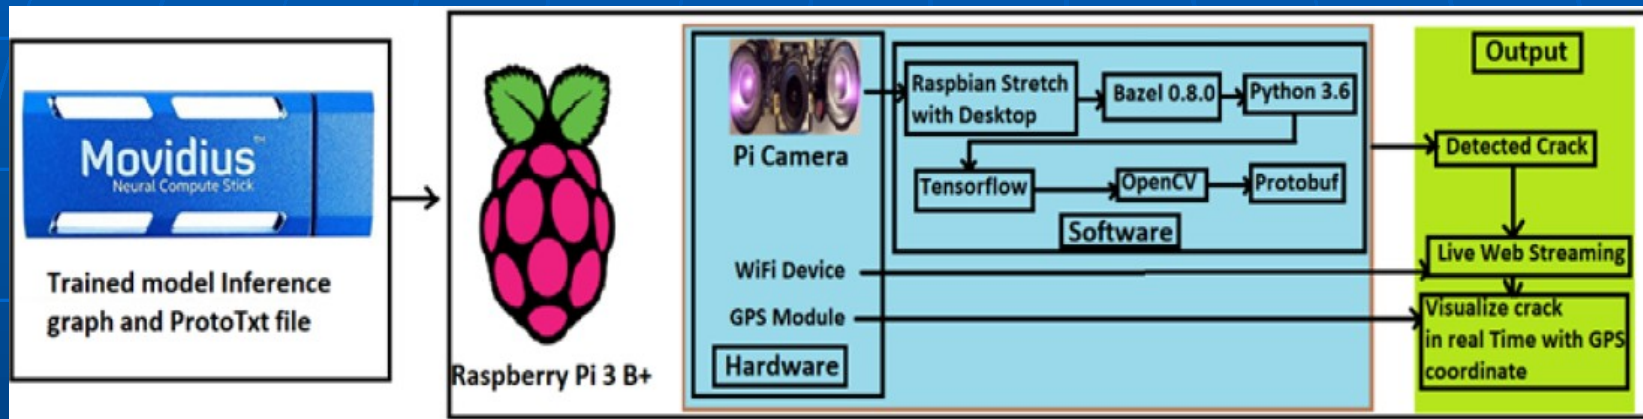 Movidius™
Neural Compute Stick
Trained model Inference
graph and ProtoTxt file
Raspberry Pi 3 B+
Pi Camera
WiFi Device
GPS Module
Hardware
Raspbian Stretch
with Desktop
Bazel 0.8.0
Python 3.6
Tensorflow
OpenCV
Protobuf
Software
Output
Detected Crack
Live Web Streaming
Visualize crack
in real Time with GPS
coordinate